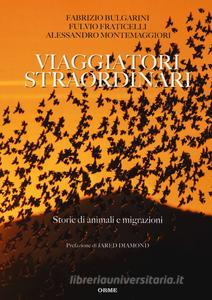 FABRIZIO BULGARINI
FULVIO FRATICELLI
ALESSANDRO MONTEMAGGIORI
VIAGGIATORI
STRAORDINARI
Storie di animali e migrazioni
Prefazione di JARED DIAMOND
libreriauniversitaria.it
ORME